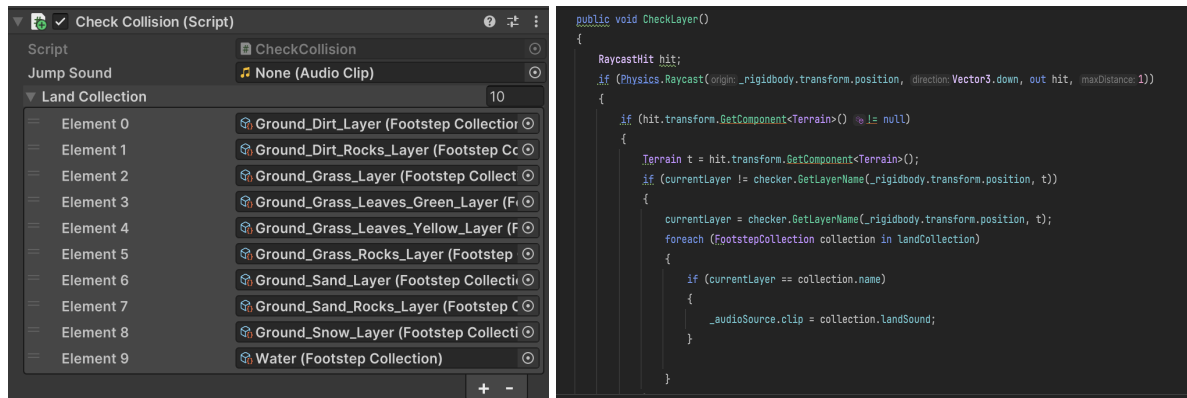 Check Collision (Script)
Script CheckCollision
Jump Sound None (Audio Clip)
Land Collection 10
Element 0 Ground_Dirt_Layer (Footstep Collection
Element 1 Ground_Dirt_Rocks_Layer (Footstep Co
Element 2 Ground_Grass_Layer (Footstep Collect
Element 3 Ground_Grass_Leaves_Green_Layer (Fo
Element 4 Ground_Grass_Leaves_Yellow_Layer (F
Element 5 Ground_Grass_Rocks_Layer (Footstep
Element 6 Ground_Sand_Layer (Footstep Collecti
Element 7 Ground_Sand_Rocks_Layer (Footstep C
Element 8 Ground_Snow_Layer (Footstep Collecti
Element 9 Water (Footstep Collection)
+ -
public void CheckLayer()
{
RaycastHit hit;
if (Physics.Raycast( origin: _rigidbody.transform.position, direction: Vector3.down, out hit, maxDistance: 1))
{
if (hit.transform.GetComponent<Terrain>() != null)
{
Terrain t = hit.transform.GetComponent<Terrain>();
if (currentLayer != checker.GetLayerName(_rigidbody.transform.position, t))
{
currentLayer = checker.GetLayerName(_rigidbody.transform.position, t);
foreach (FootstepCollection collection in landCollection)
{
if (currentLayer == collection.name)
{
_audioSource.clip = collection.landSound;
}
}